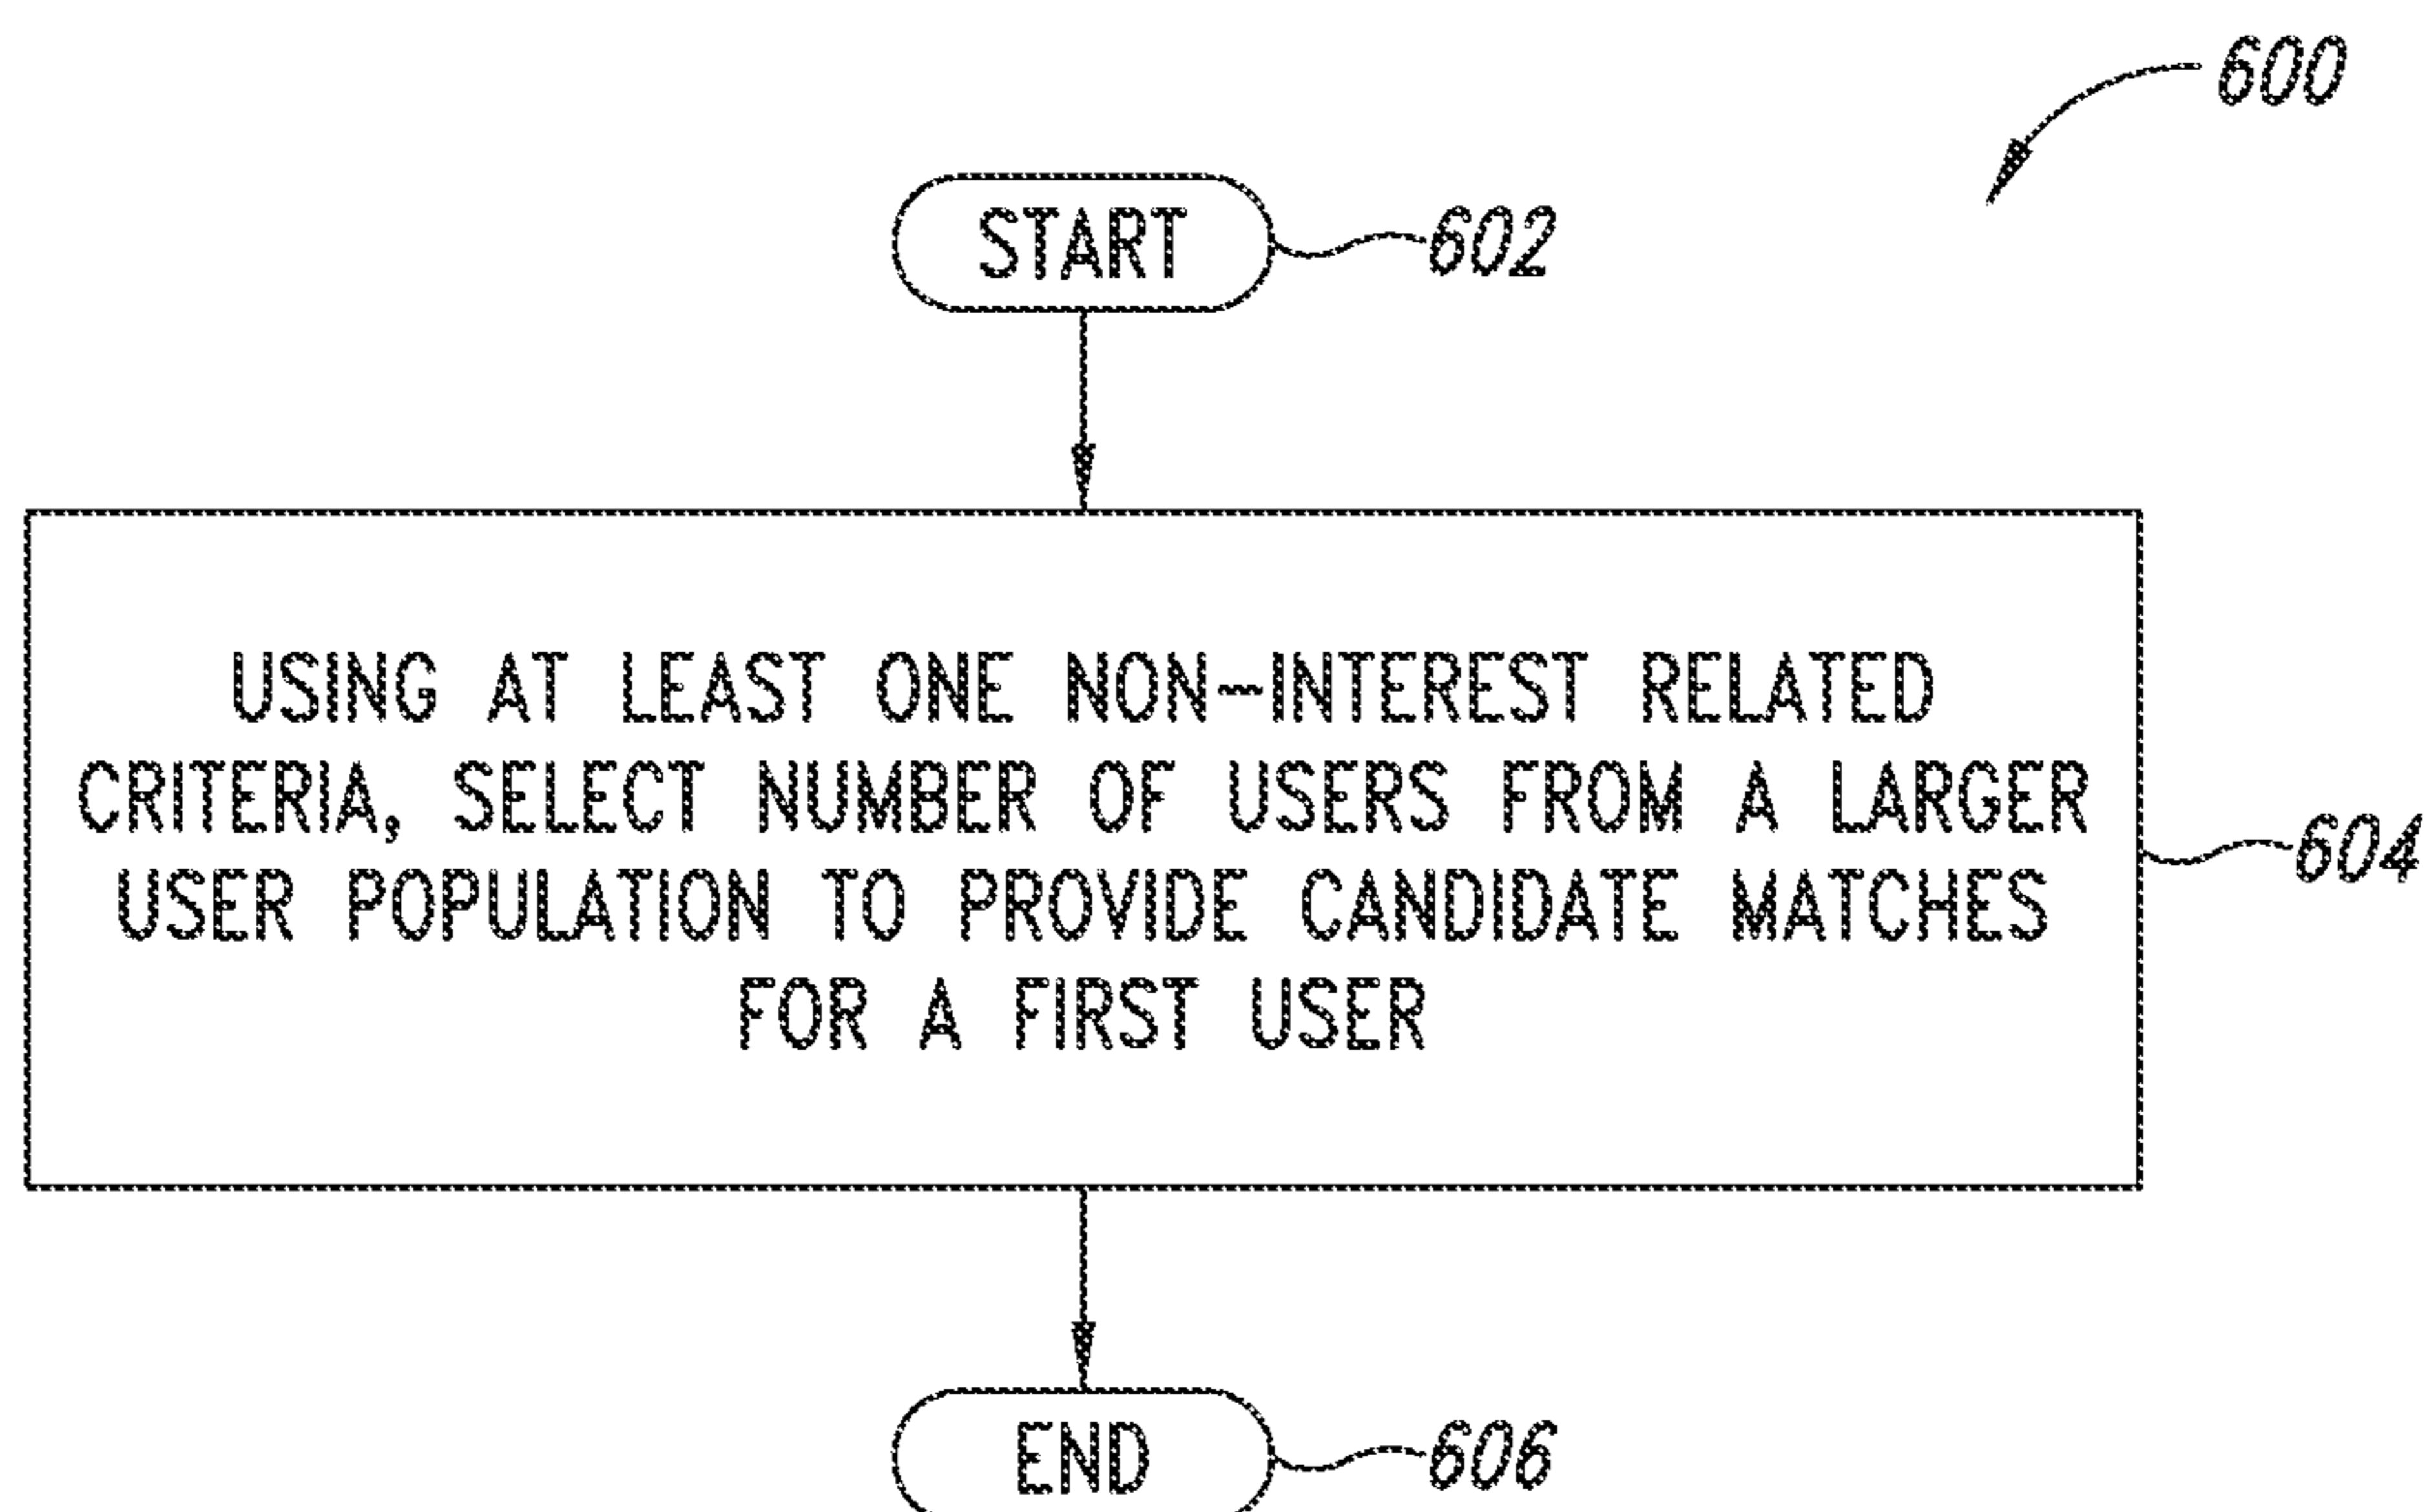 600
START
602
USING AT LEAST ONE NON-INTEREST RELATED
CRITERIA, SELECT NUMBER OF USERS FROM A LARGER
USER POPULATION TO PROVIDE CANDIDATE MATCHES
FOR A FIRST USER
604
END
606